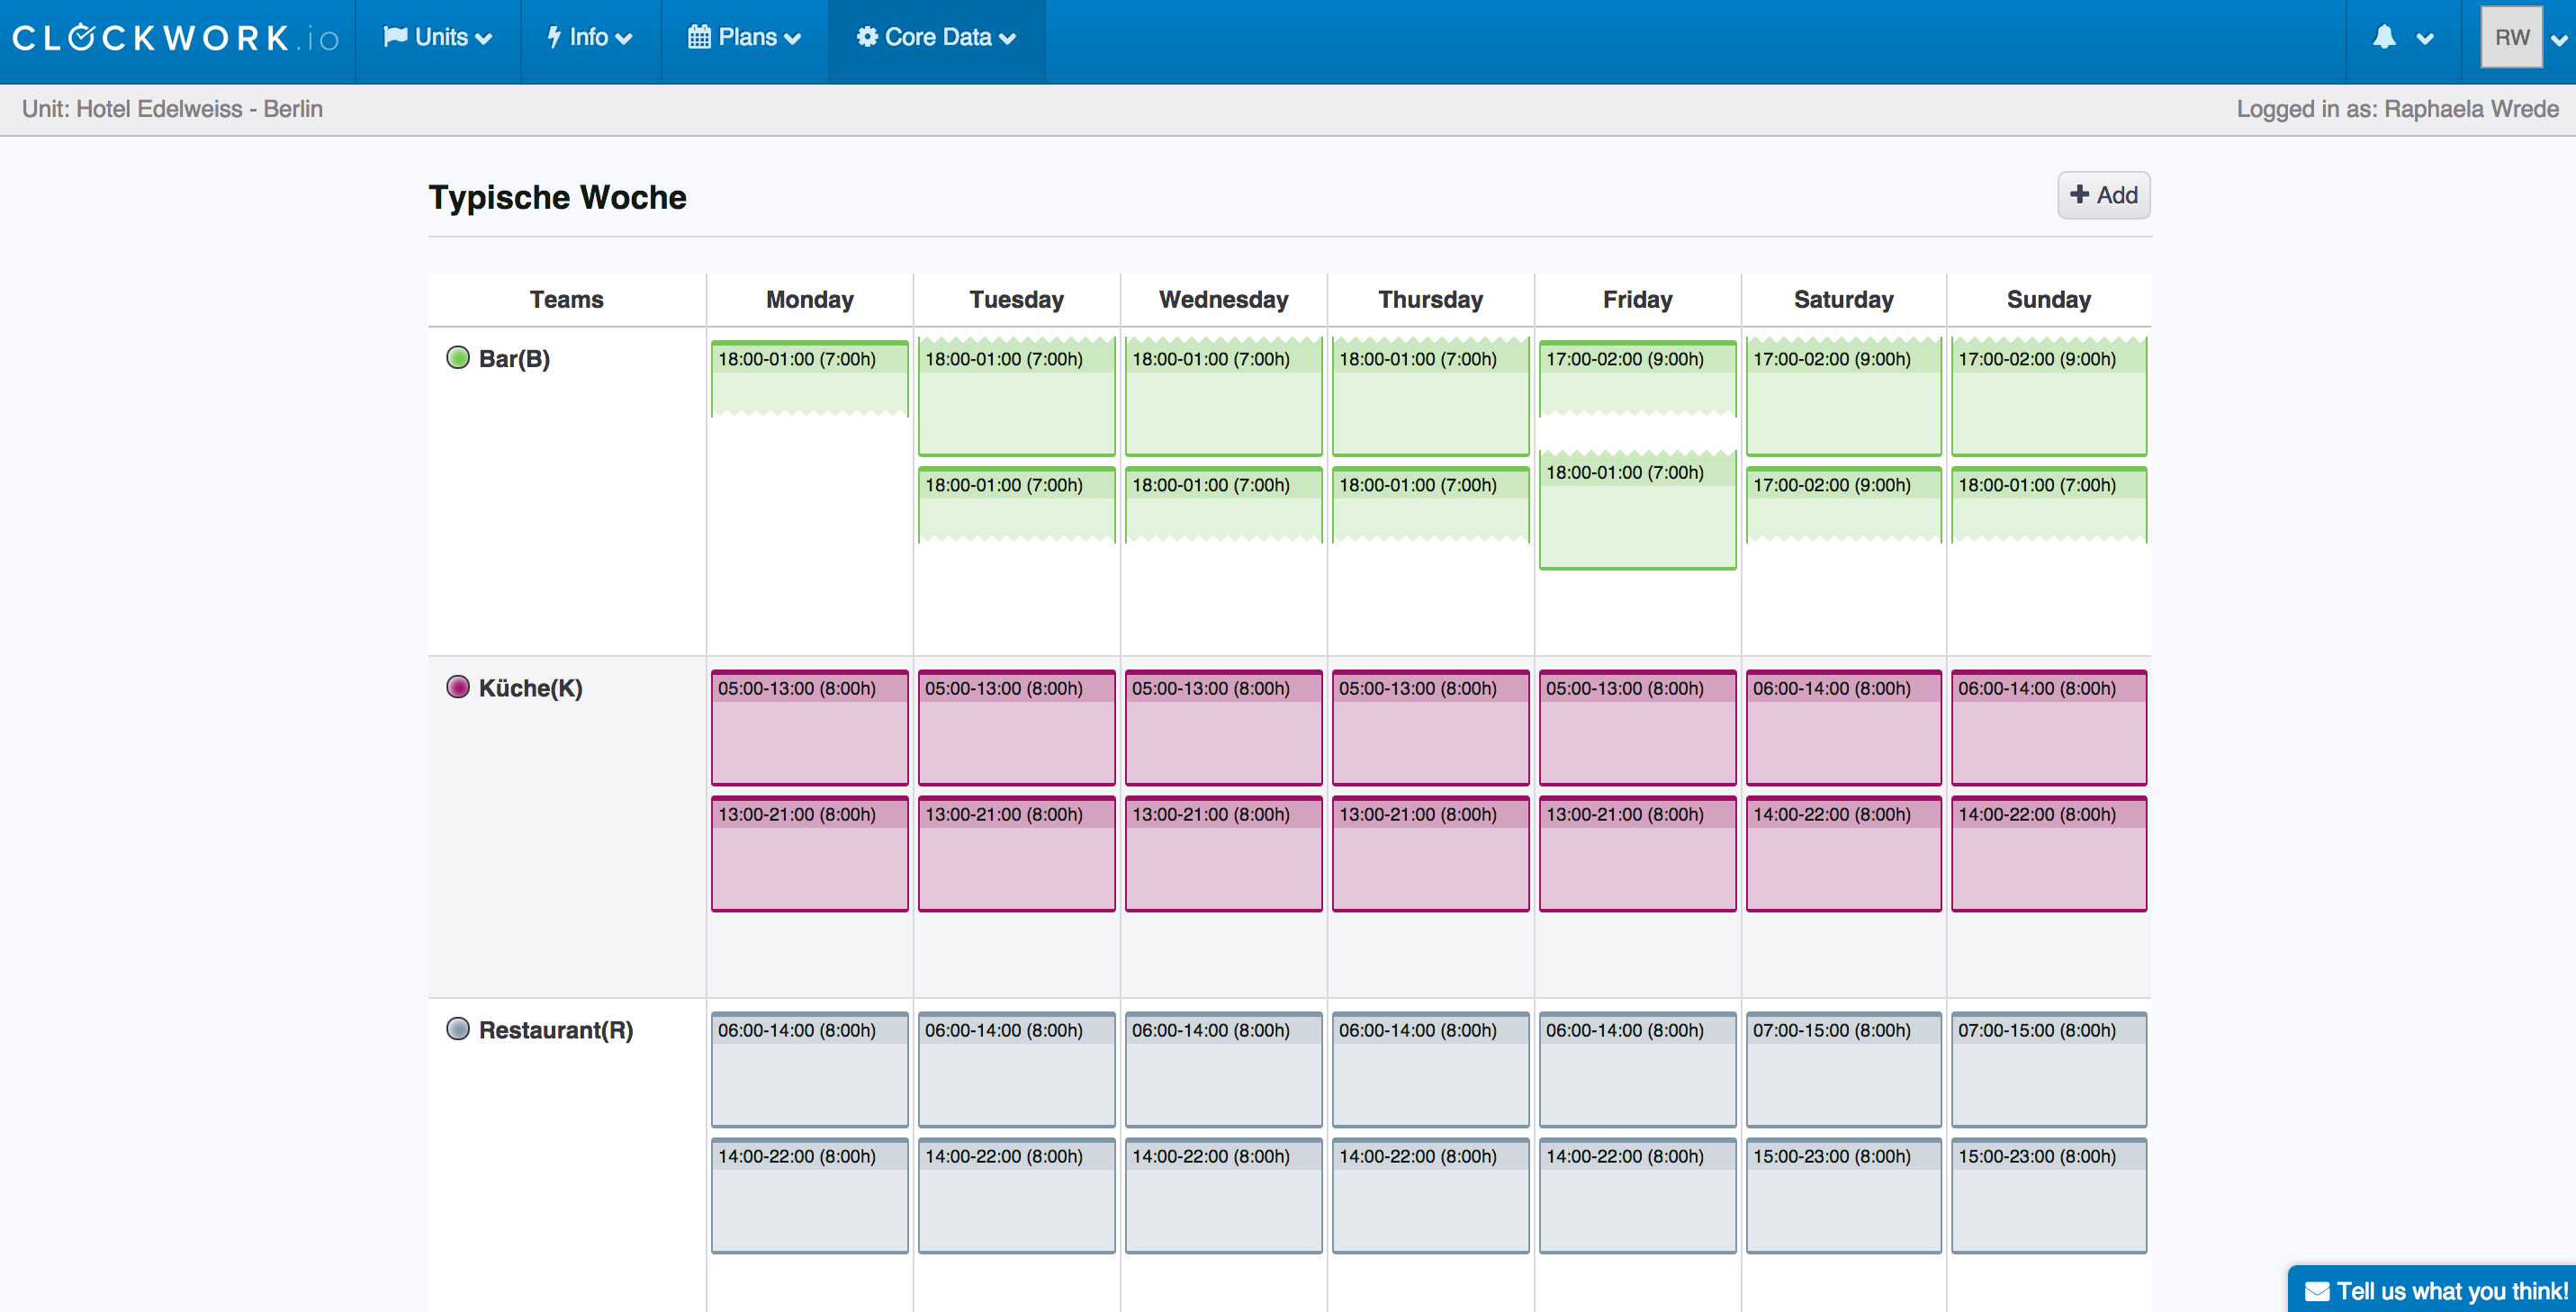 CLOCKWORK.io Units Info Plans Core Data RW
Unit: Hotel Edelweiss - Berlin Logged in as: Raphaela Wrede
Typische Woche Add
Teams Monday Tuesday Wednesday Thursday Friday Saturday Sunday
Bar(B) 18:00-01:00 (7:00h) 18:00-01:00 (7:00h) 18:00-01:00 (7:00h) 18:00-01:00 (7:00h) 17:00-02:00 (9:00h) 17:00-02:00 (9:00h) 17:00-02:00 (9:00h)
18:00-01:00 (7:00h) 18:00-01:00 (7:00h) 18:00-01:00 (7:00h) 18:00-01:00 (7:00h) 17:00-02:00 (9:00h) 18:00-01:00 (7:00h)
Küche(K) 05:00-13:00 (8:00h) 05:00-13:00 (8:00h) 05:00-13:00 (8:00h) 05:00-13:00 (8:00h) 05:00-13:00 (8:00h) 06:00-14:00 (8:00h) 06:00-14:00 (8:00h)
13:00-21:00 (8:00h) 13:00-21:00 (8:00h) 13:00-21:00 (8:00h) 13:00-21:00 (8:00h) 13:00-21:00 (8:00h) 14:00-22:00 (8:00h) 14:00-22:00 (8:00h)
Restaurant(R) 06:00-14:00 (8:00h) 06:00-14:00 (8:00h) 06:00-14:00 (8:00h) 06:00-14:00 (8:00h) 06:00-14:00 (8:00h) 07:00-15:00 (8:00h) 07:00-15:00 (8:00h)
14:00-22:00 (8:00h) 14:00-22:00 (8:00h) 14:00-22:00 (8:00h) 14:00-22:00 (8:00h) 14:00-22:00 (8:00h) 15:00-23:00 (8:00h) 15:00-23:00 (8:00h)
Tell us what you think!